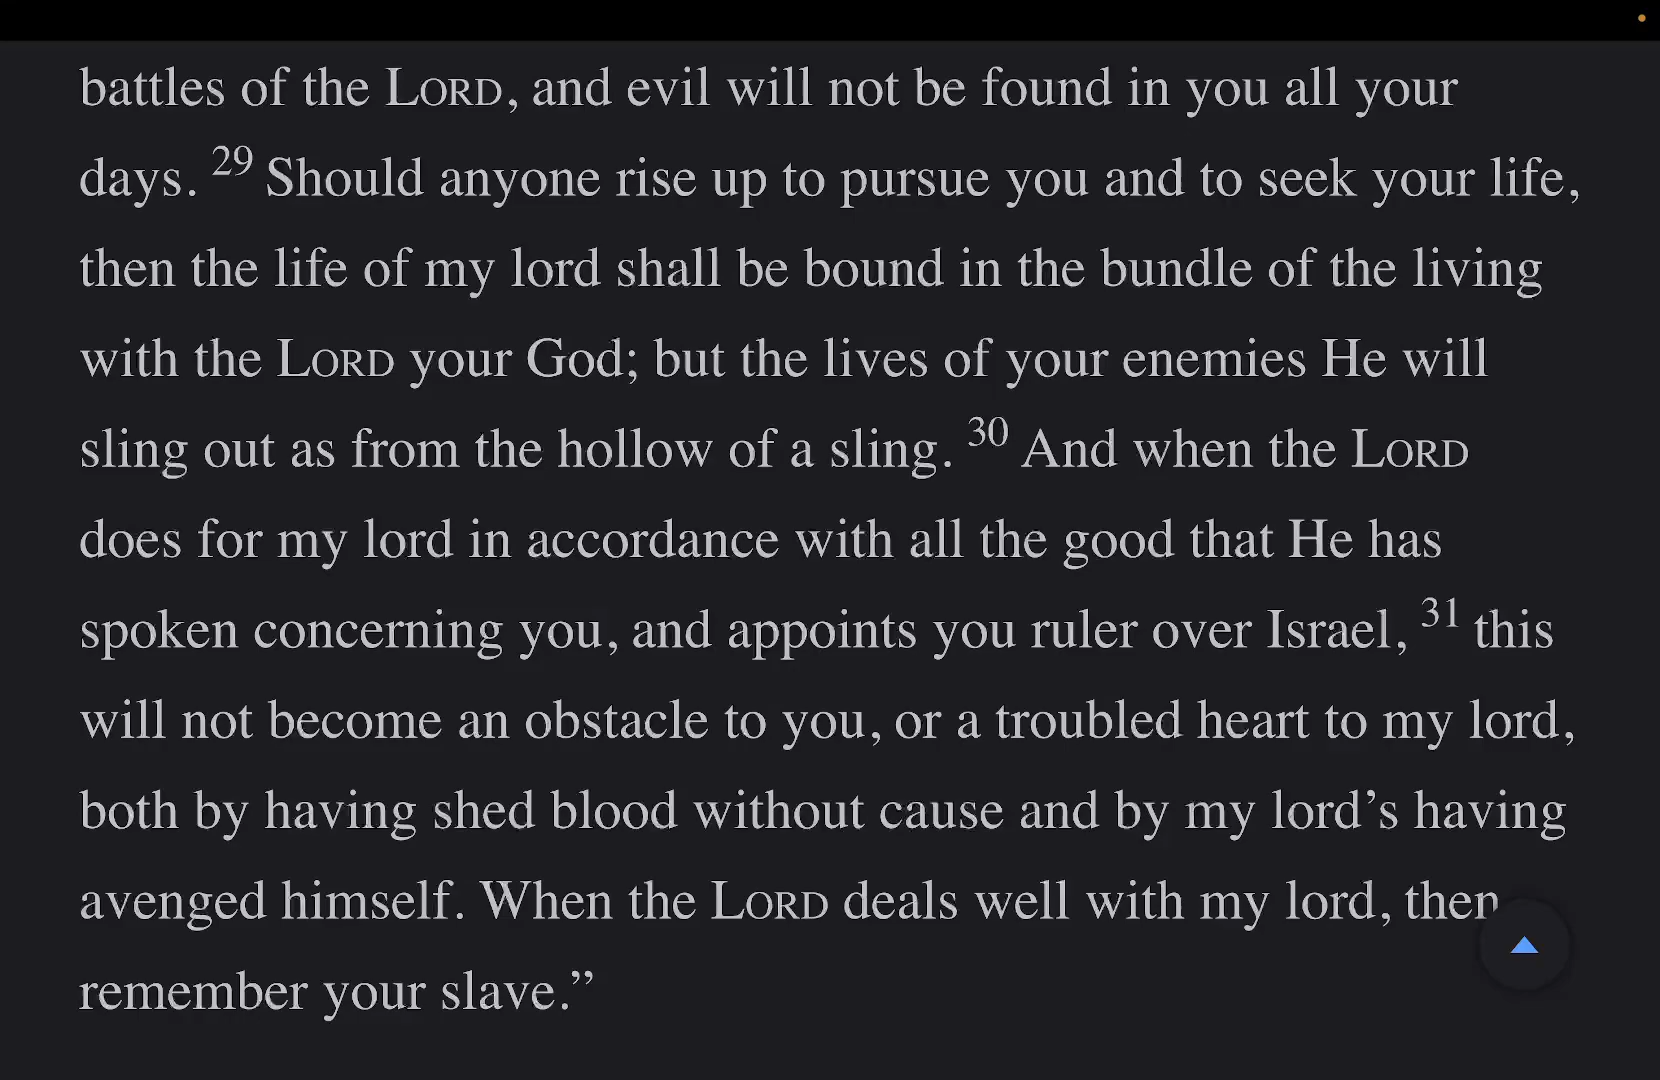 battles of the LORD, and evil will not be found in you all your
days. 29 Should anyone rise up to pursue you and to seek your life,
then the life of my lord shall be bound in the bundle of the living
with the LORD your God; but the lives of your enemies He will
sling out as from the hollow of a sling. 30 And when the LORD
does for my lord in accordance with all the good that He has
spoken concerning you, and appoints you ruler over Israel, 31 this
will not become an obstacle to you, or a troubled heart to my lord,
both by having shed blood without cause and by my lord’s having
avenged himself. When the LORD deals well with my lord, then
remember your slave.”